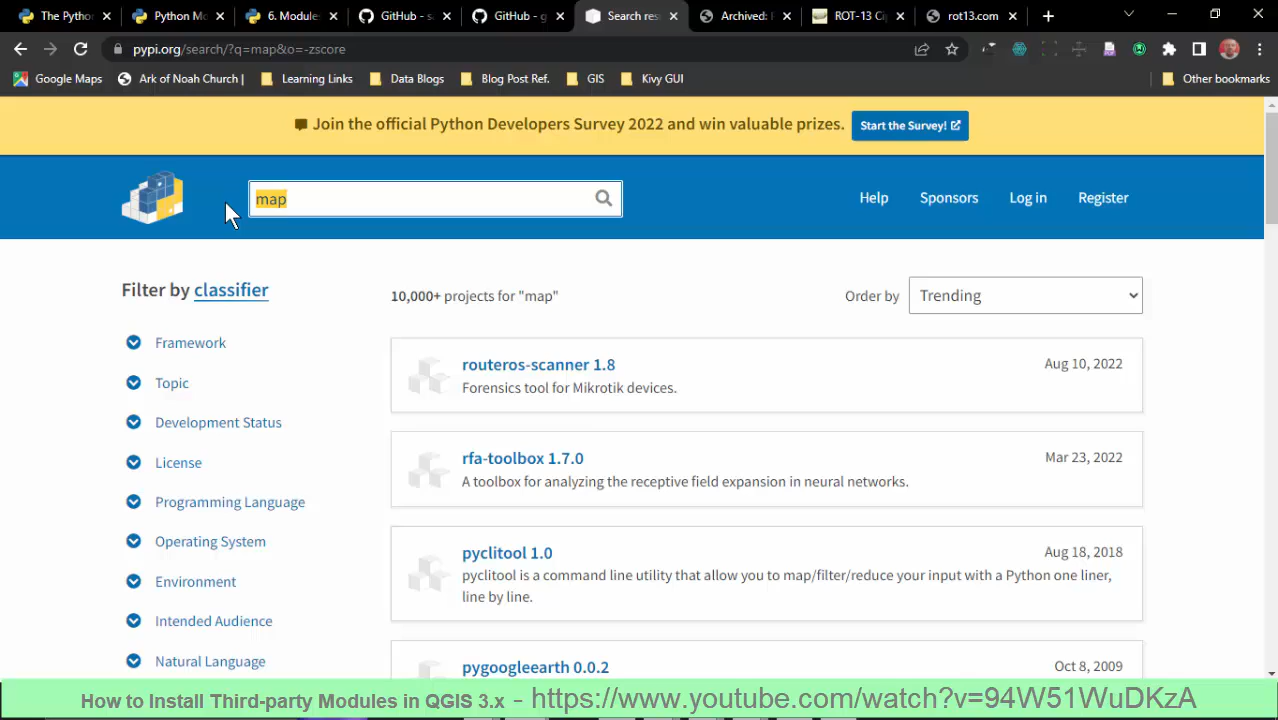 The Pytho
Python Mo
6. Module
GitHub - s
GitHub - g
Search res
Archived: 
ROT-13 Ci
rot13.com
pypi.org/search/?q=map&o=-zscore
Google Maps
Ark of Noah Church |
Learning Links
Data Blogs
Blog Post Ref.
GIS
Kivy GUI
Other bookmarks
Join the official Python Developers Survey 2022 and win valuable prizes.
Start the Survey!
map
Help
Sponsors
Log in
Register
Filter by classifier
10,000+ projects for "map"
Order by
Trending
Framework
Topic
Development Status
License
Programming Language
Operating System
Environment
Intended Audience
Natural Language
routeros-scanner 1.8
Aug 10, 2022
Forensics tool for Mikrotik devices.
rfa-toolbox 1.7.0
Mar 23, 2022
A toolbox for analyzing the receptive field expansion in neural networks.
pyclitool 1.0
Aug 18, 2018
pyclitool is a command line utility that allow you to map/filter/reduce your input with a Python one liner,
line by line.
pygoogleearth 0.0.2
Oct 8, 2009
How to Install Third-party Modules in QGIS 3.x - https://www.youtube.com/watch?v=94W51WuDKzA